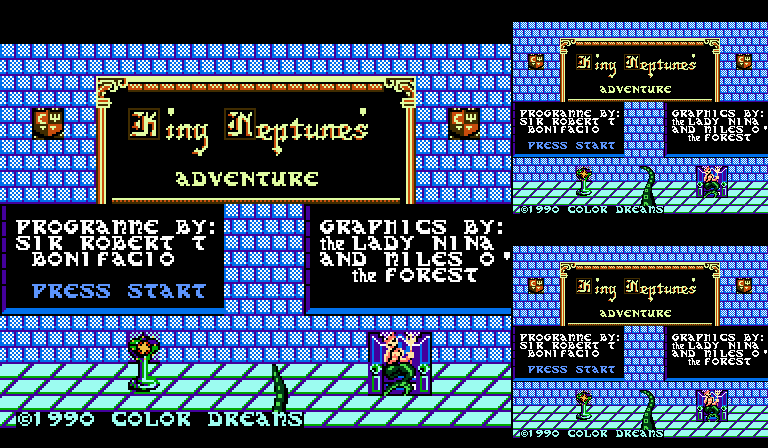 King Neptunes'
ADVENTURE
PROGRAMME BY:
SIR ROBERT T
BONIFACIO
PRESS START
GRAPHICS BY:
the LADY NINA
AND NILES O'
the FOREST
©1990 COLOR DREAMS
King Neptunes'
ADVENTURE
PROGRAMME BY:
SIR ROBERT T
BONIFACIO
PRESS START
GRAPHICS BY:
the LADY NINA
AND NILES O'
the FOREST
©1990 COLOR DREAMS
King Neptunes'
ADVENTURE
PROGRAMME BY:
SIR ROBERT T
BONIFACIO
PRESS START
GRAPHICS BY:
the LADY NINA
AND NILES O'
the FOREST
©1990 COLOR DREAMS